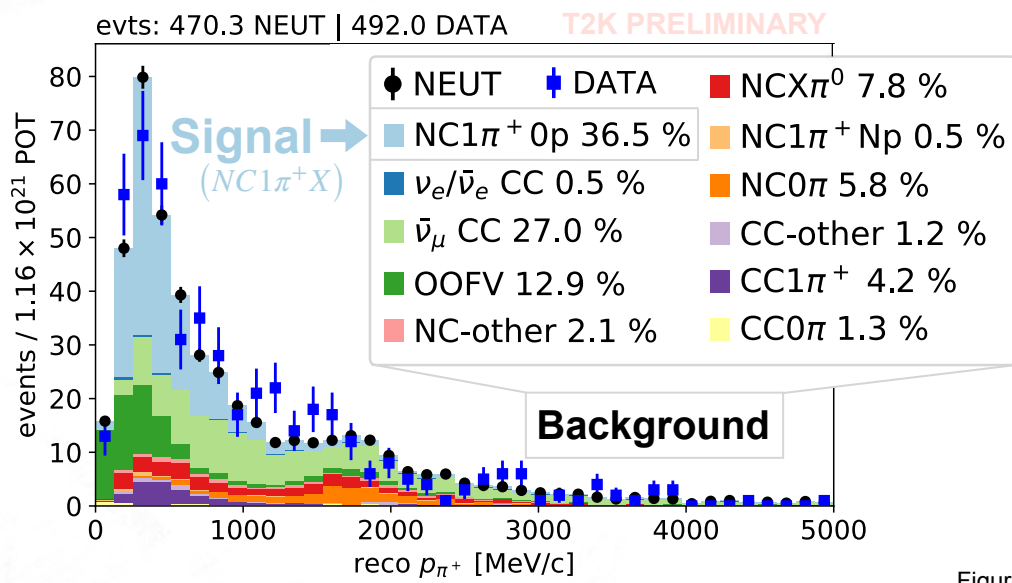 evts: 470.3 NEUT | 492.0 DATA
T2K PRELIMINARY
NEUT
DATA
NCXπ⁰ 7.8 %
Signal
(NC1π⁺X)
NC1π⁺0p 36.5 %
NC1π⁺Np 0.5 %
νₑ/ν̄ₑ CC 0.5 %
NC0π 5.8 %
ν̄_μ CC 27.0 %
CC-other 1.2 %
OOFV 12.9 %
CC1π⁺ 4.2 %
NC-other 2.1 %
CC0π 1.3 %
Background
events / 1.16 × 10²¹ POT
80
70
60
50
40
30
20
10
0
0 1000 2000 3000 4000 5000
reco p_π⁺ [MeV/c]
Figur